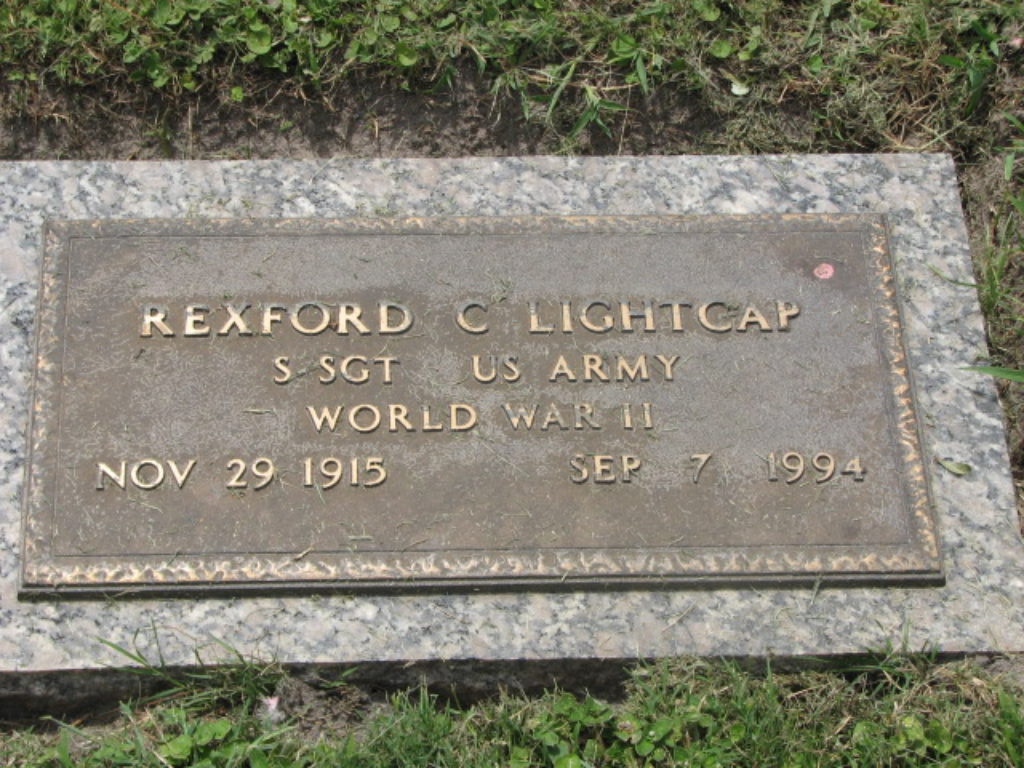 REXFORD C LIGHTCAP
S SGT US ARMY
WORLD WAR II
NOV 29 1915 SEP 7 1994